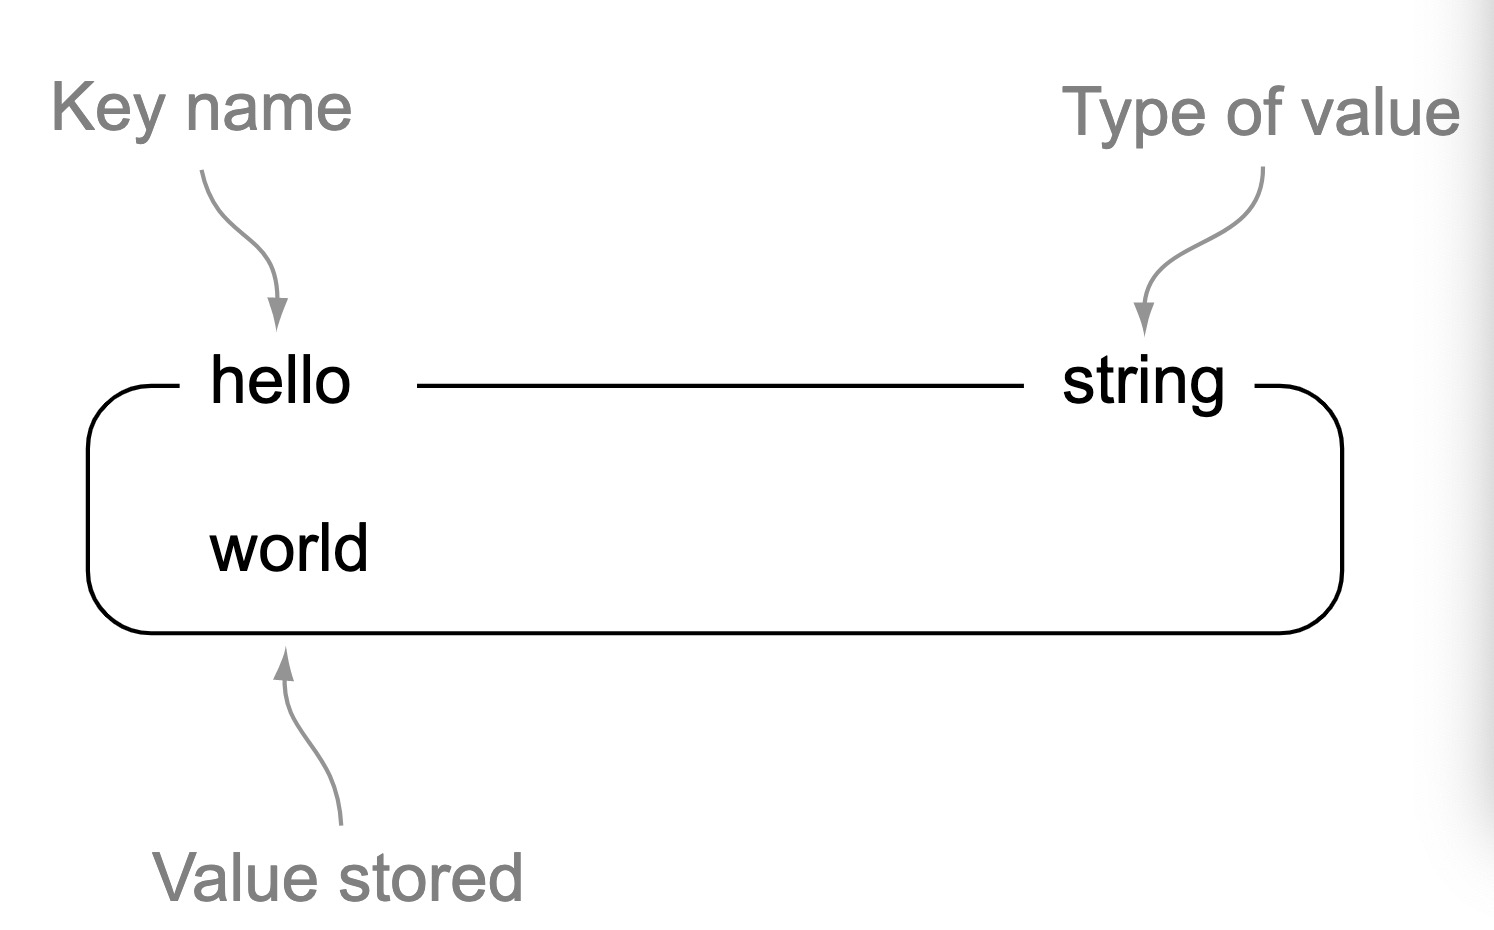 Key name
Type of value
hello
string
world
Value stored